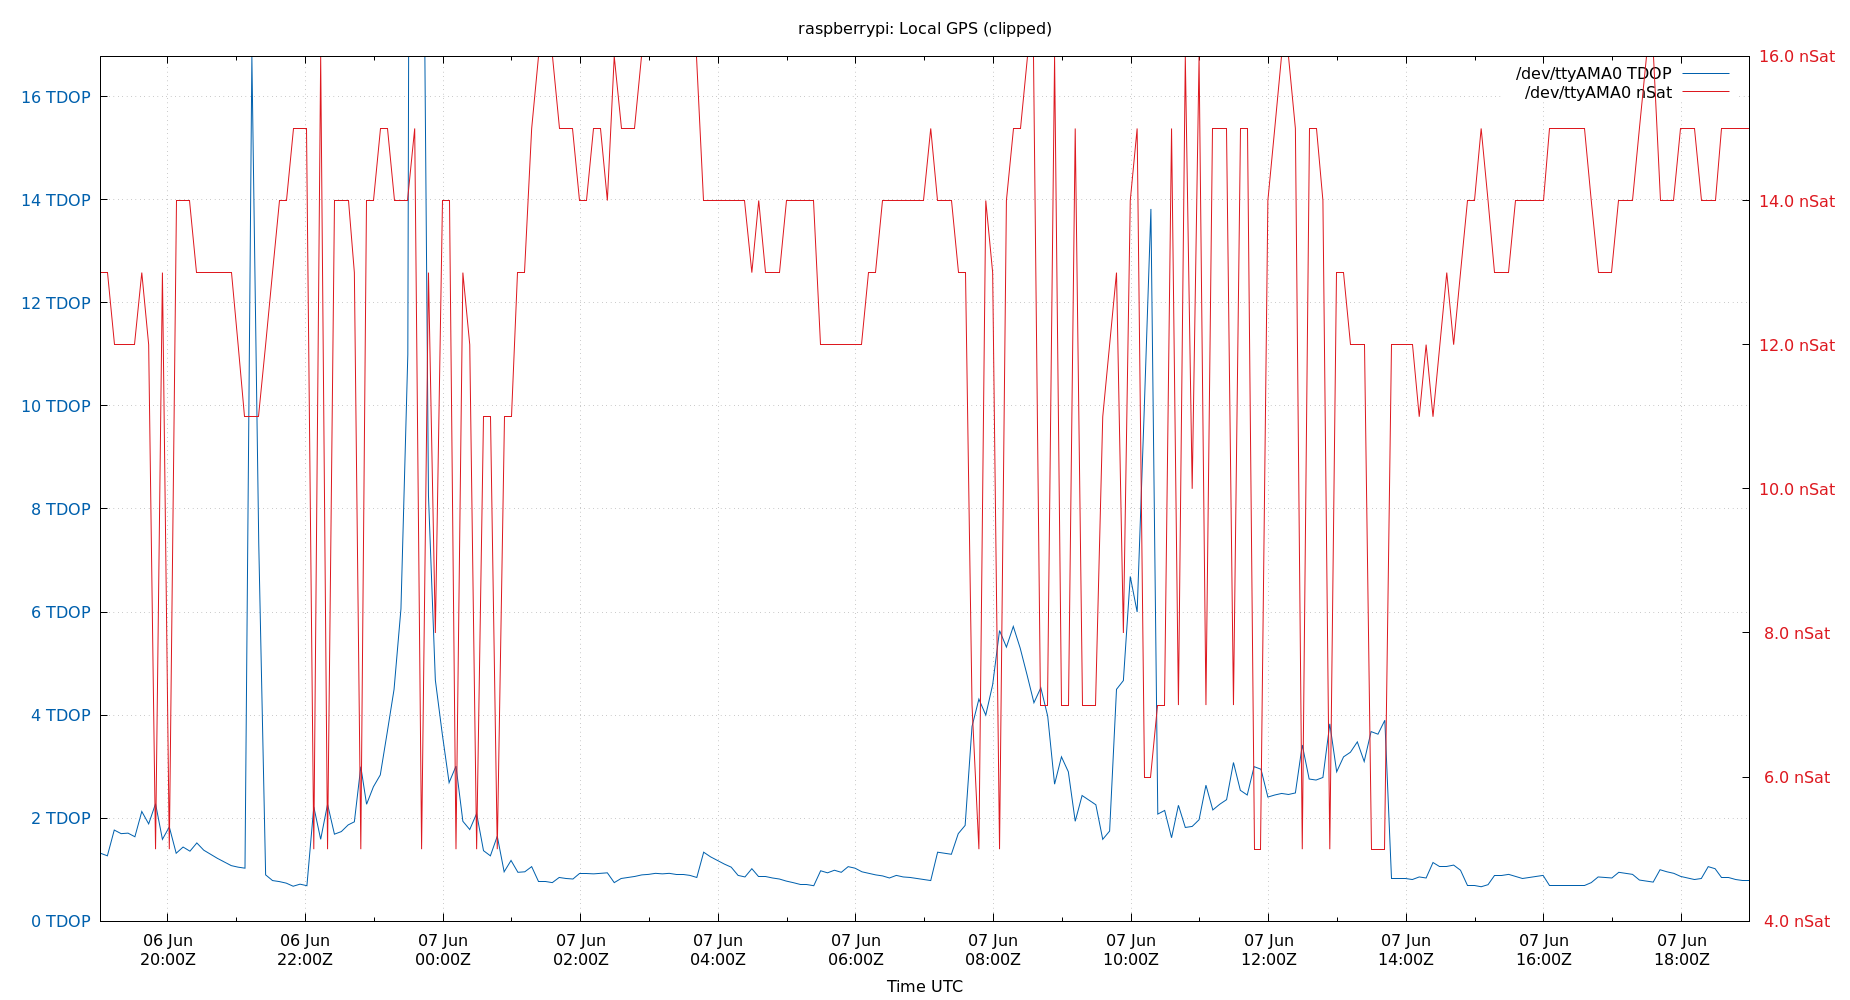 raspberrypi: Local GPS (clipped)
/dev/ttyAMA0 TDOP
/dev/ttyAMA0 nSat
16 TDOP
14 TDOP
12 TDOP
10 TDOP
8 TDOP
6 TDOP
4 TDOP
2 TDOP
0 TDOP
16.0 nSat
14.0 nSat
12.0 nSat
10.0 nSat
8.0 nSat
6.0 nSat
4.0 nSat
06 Jun 06 Jun 07 Jun 07 Jun 07 Jun 07 Jun 07 Jun 07 Jun 07 Jun 07 Jun 07 Jun 07 Jun
20:00Z 22:00Z 00:00Z 02:00Z 04:00Z 06:00Z 08:00Z 10:00Z 12:00Z 14:00Z 16:00Z 18:00Z
Time UTC